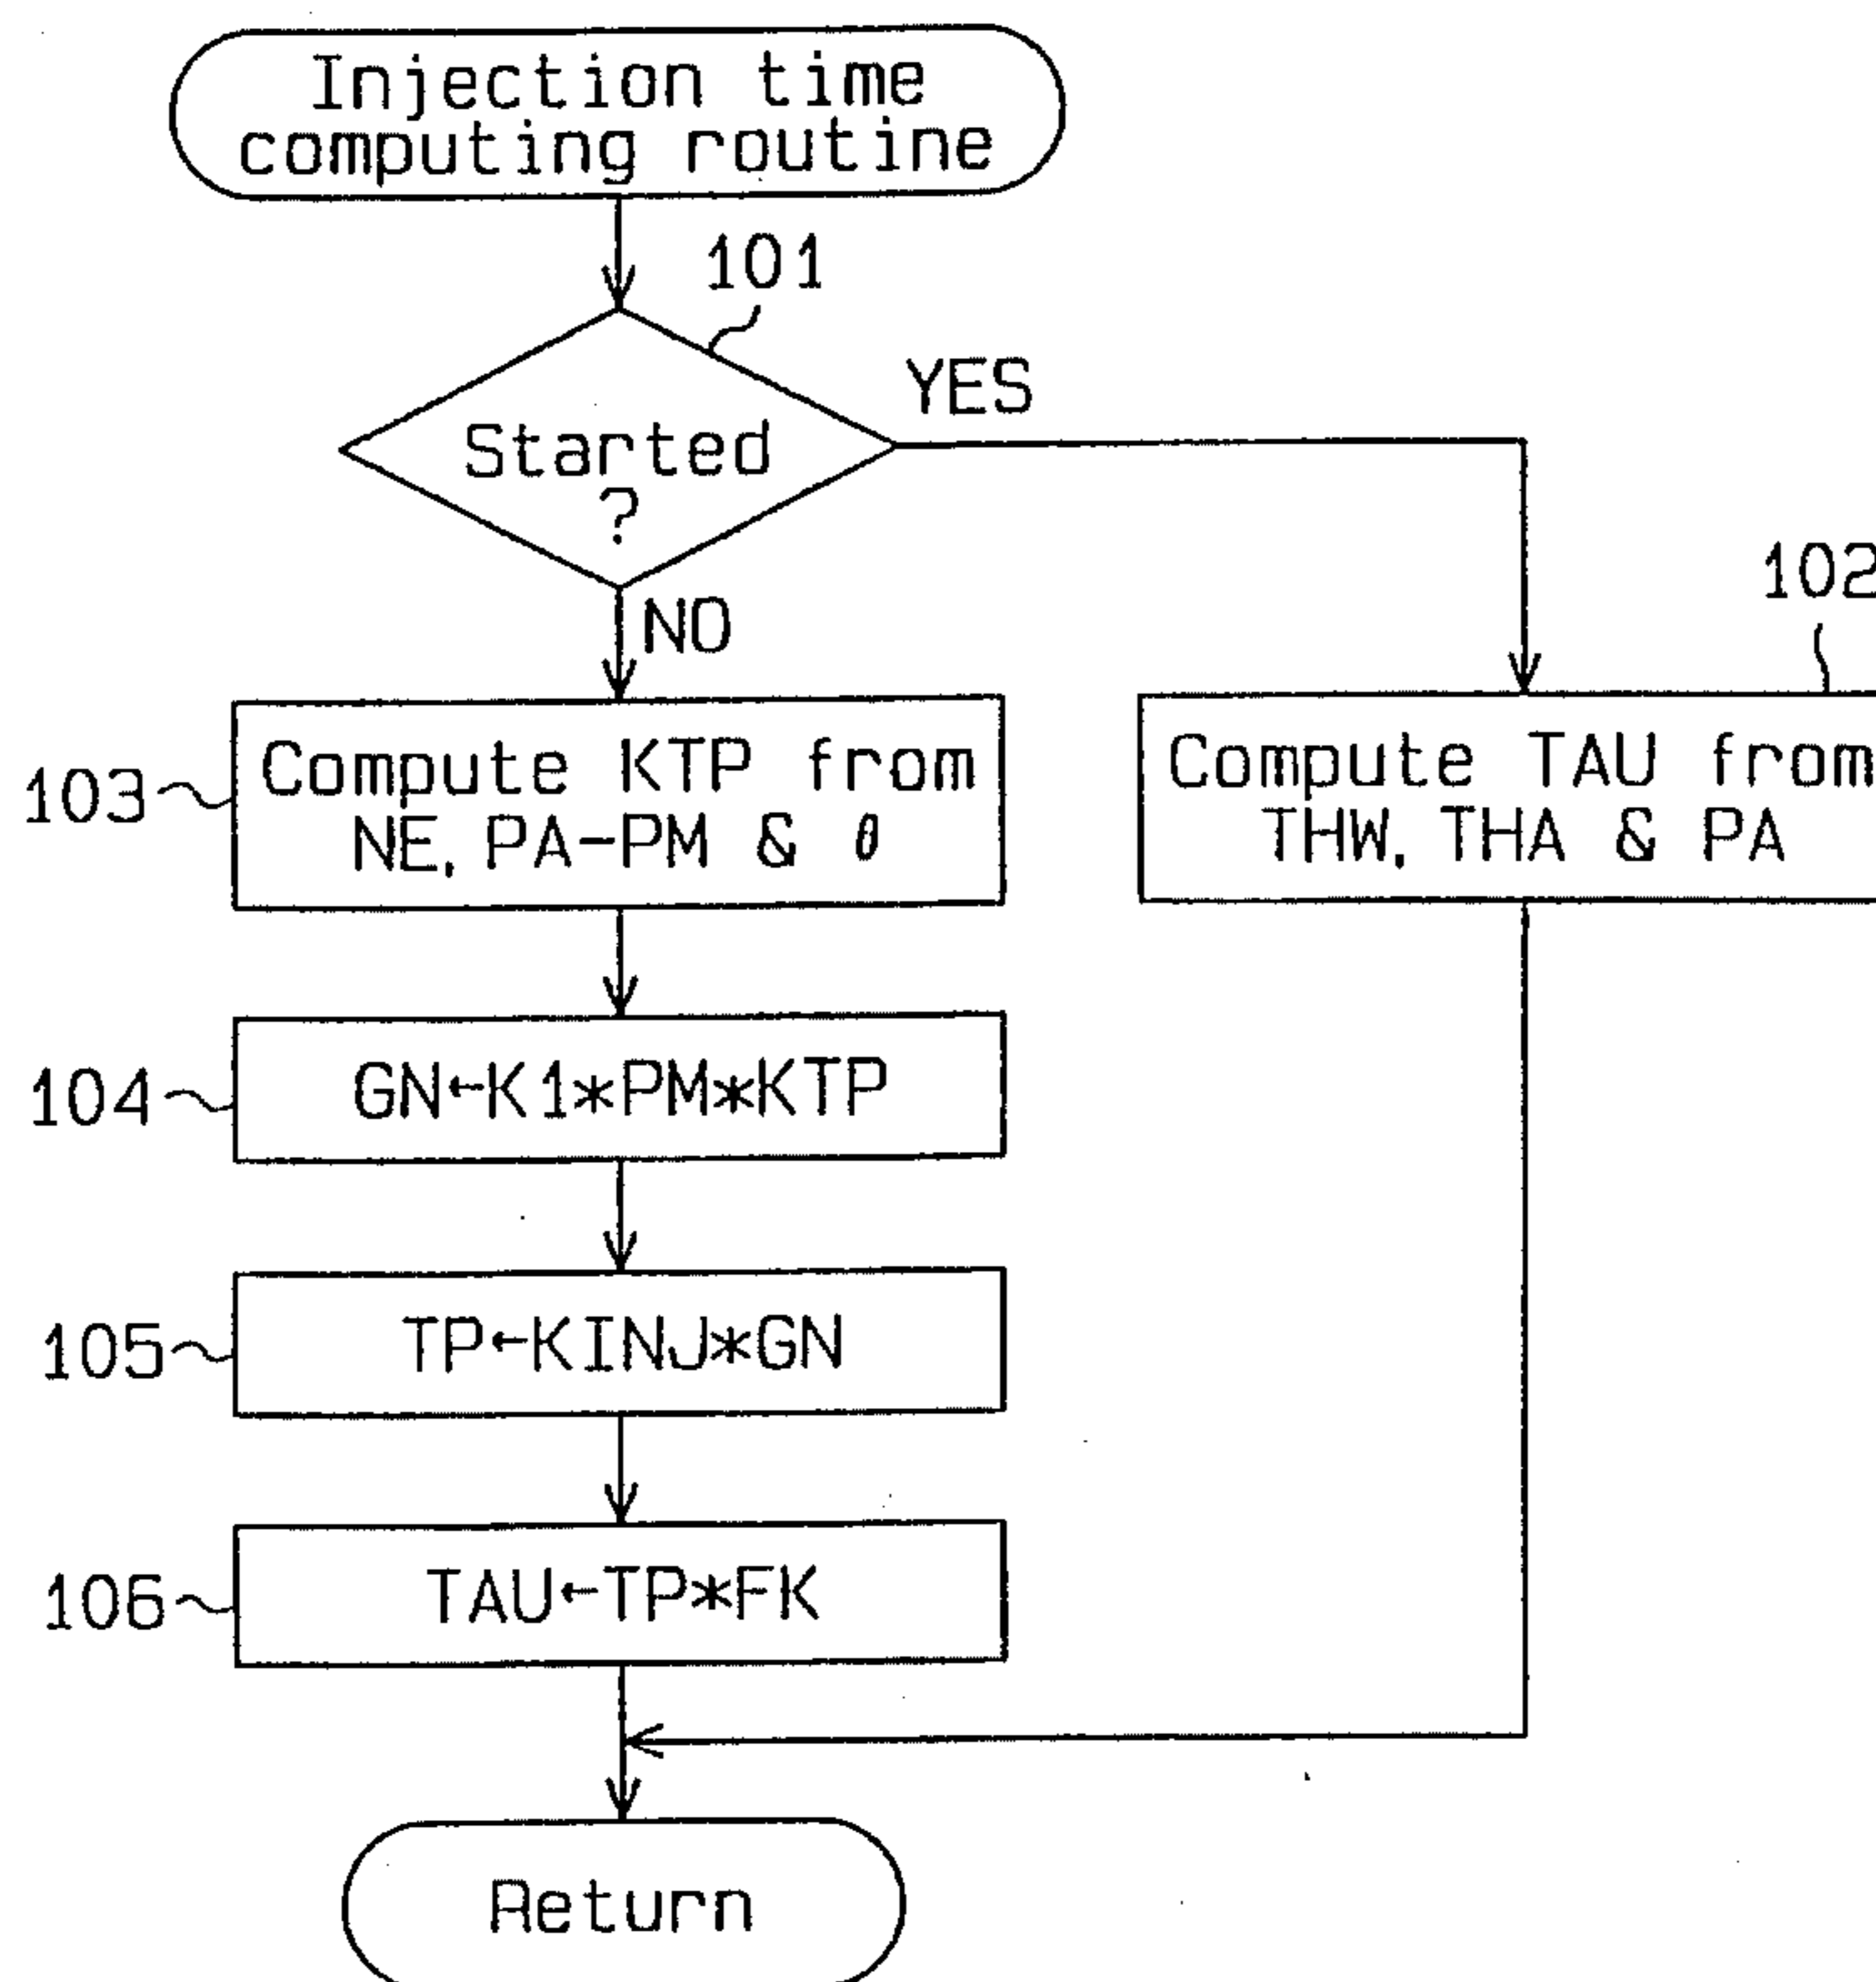 Injection time
computing routine
101
Started
?
YES
NO
102
103
Compute KTP from
NE, PA-PM & θ
Compute TAU from
THW, THA & PA
104
GN←K1*PM*KTP
105
TP←KINJ*GN
106
TAU←TP*FK
Return